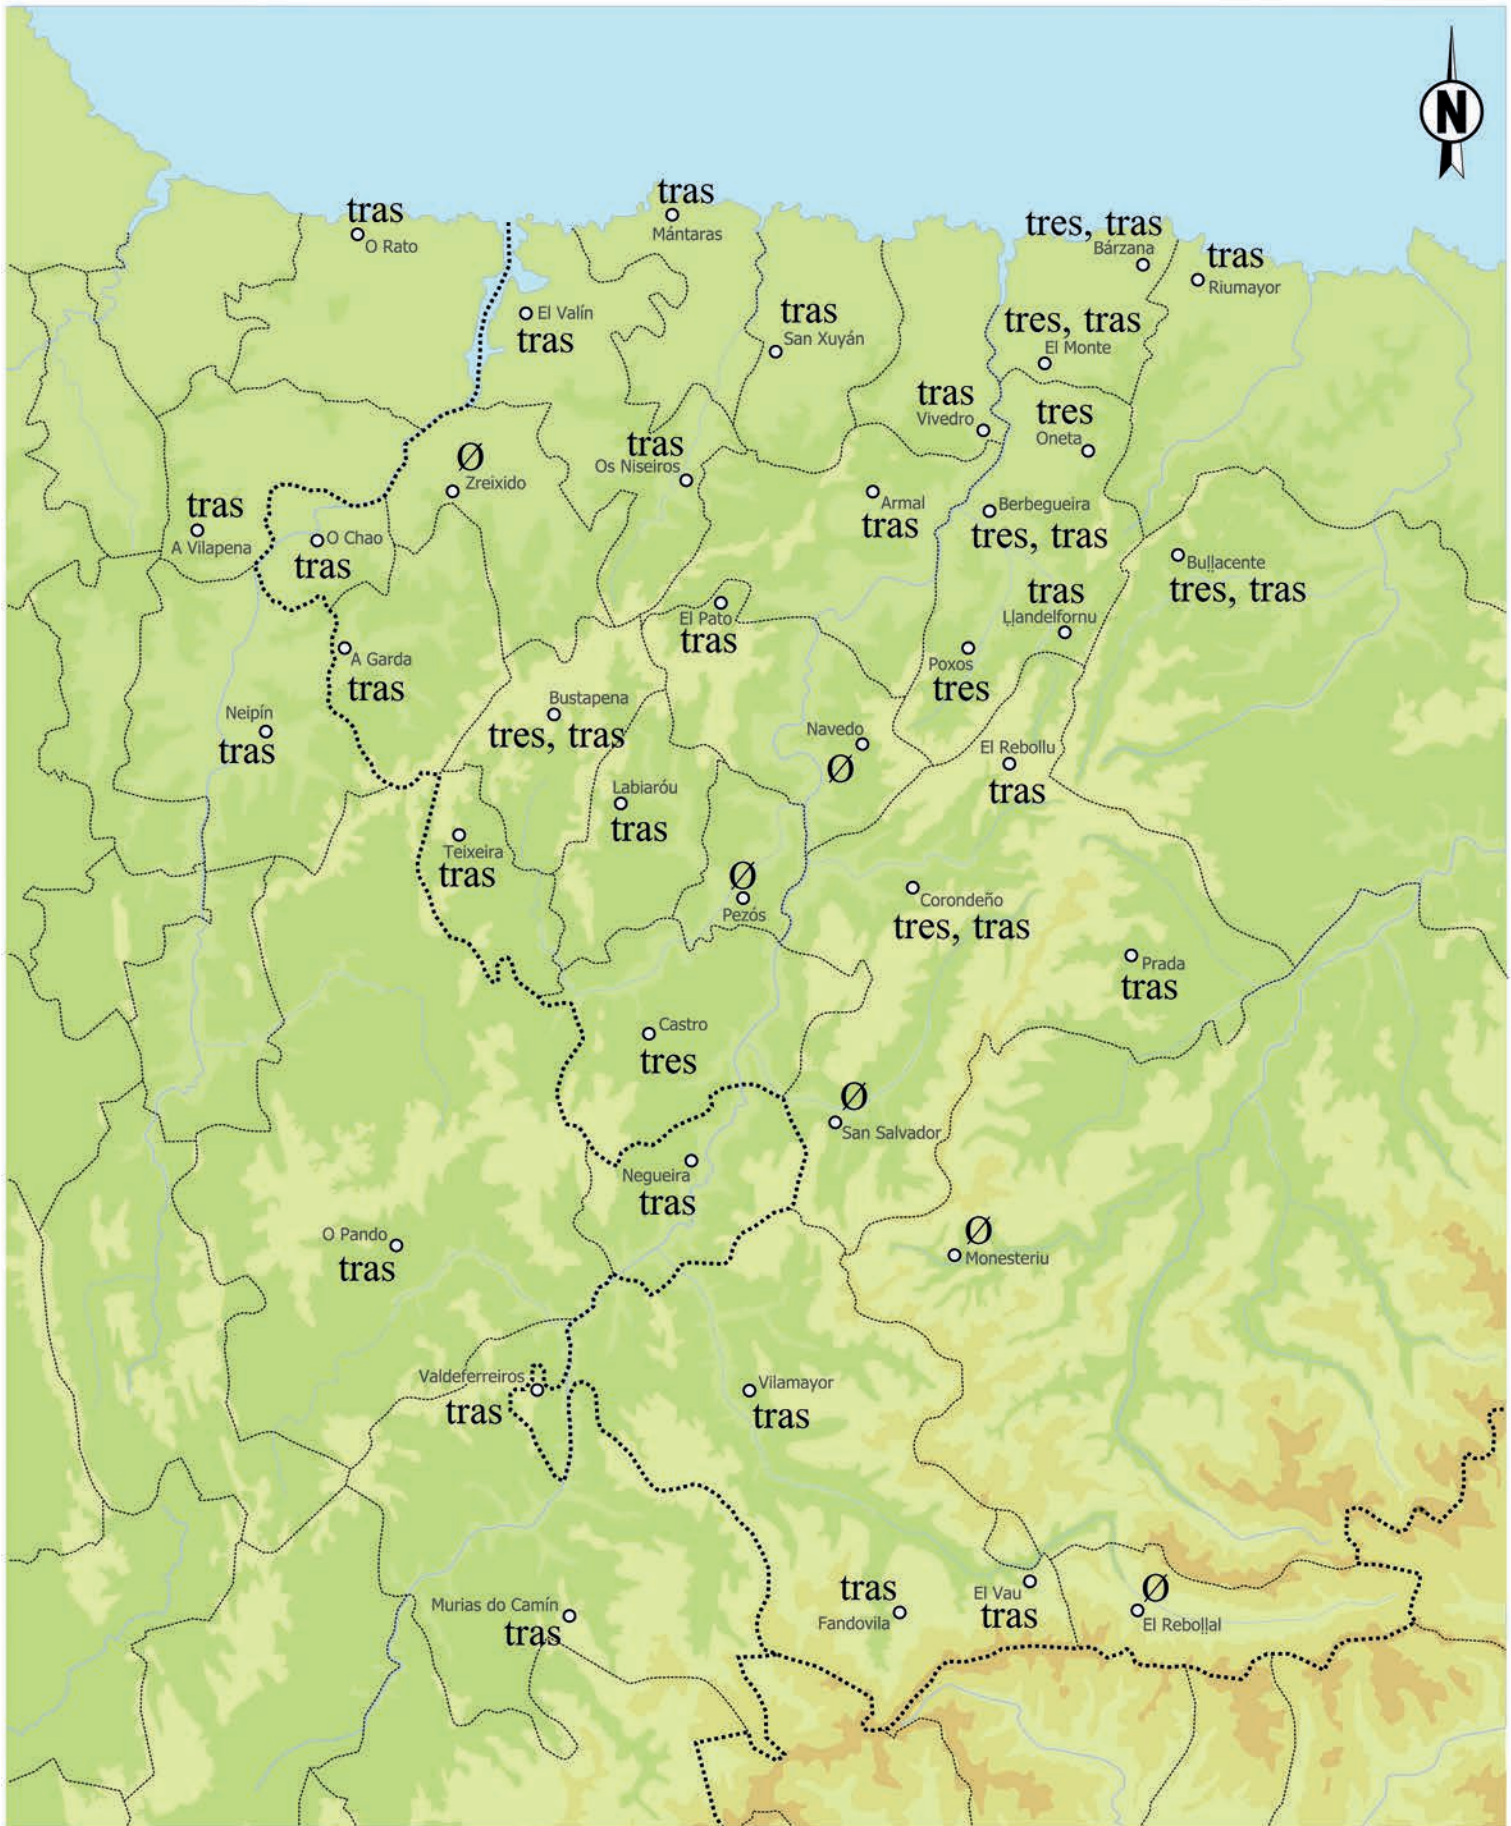 N
tras
O Rato
tras
Mántaras
tres, tras
Bárzana
tras
Riumayor
El Valín
tras
tras
San Xuyán
tres, tras
El Monte
tras
Vivedro
tres
Oneta
Ø
Zreixido
tras
Os Niseiros
tras
A Vilapena
O Chao
tras
Armal
tras
Berbegueira
tres, tras
Buḷḷacente
tres, tras
tras
Ḷḷandelfornu
El Pato
tras
A Garda
tras
Poxos
tres
Neipín
tras
Bustapena
tres, tras
Navedo
Ø
El Rebollu
tras
Labiaróu
tras
Teixeira
tras
Ø
Pezós
Corondeño
tres, tras
Prada
tras
Castro
tres
Ø
San Salvador
Negueira
tras
O Pando
tras
Ø
Monesteriu
Valdeferreiros
tras
Vilamayor
tras
tras
Fandovila
El Vau
tras
Ø
El Reboḷḷal
Murias do Camín
tras